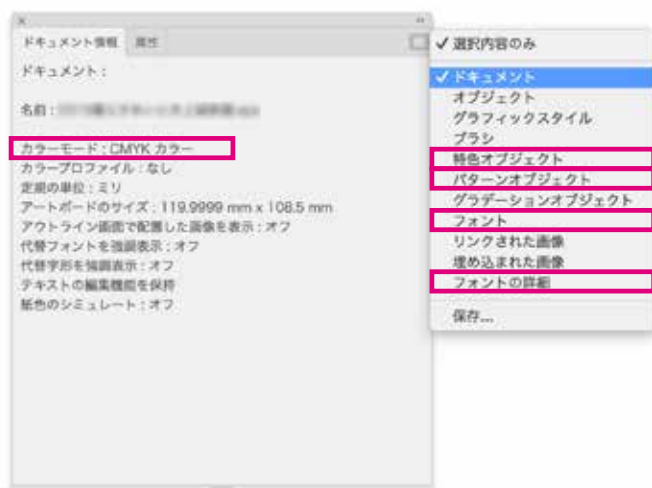 ドキュメント情報 属性
ドキュメント：
名前：
カラーモード：CMYK カラー
カラープロファイル：なし
定規の単位：ミリ
アートボードのサイズ：119.9999 mm x 108.5 mm
アウトライン画面で配置した画像を表示：オフ
代替フォントを強調表示：オフ
代替字形を強調表示：オフ
テキストの編集機能を保持
紙色のシミュレート：オフ
✓ 選択内容のみ
✓ ドキュメント
オブジェクト
グラフィックスタイル
ブラシ
特色オブジェクト
パターンオブジェクト
グラデーションオブジェクト
フォント
リンクされた画像
埋め込まれた画像
フォントの詳細
保存...